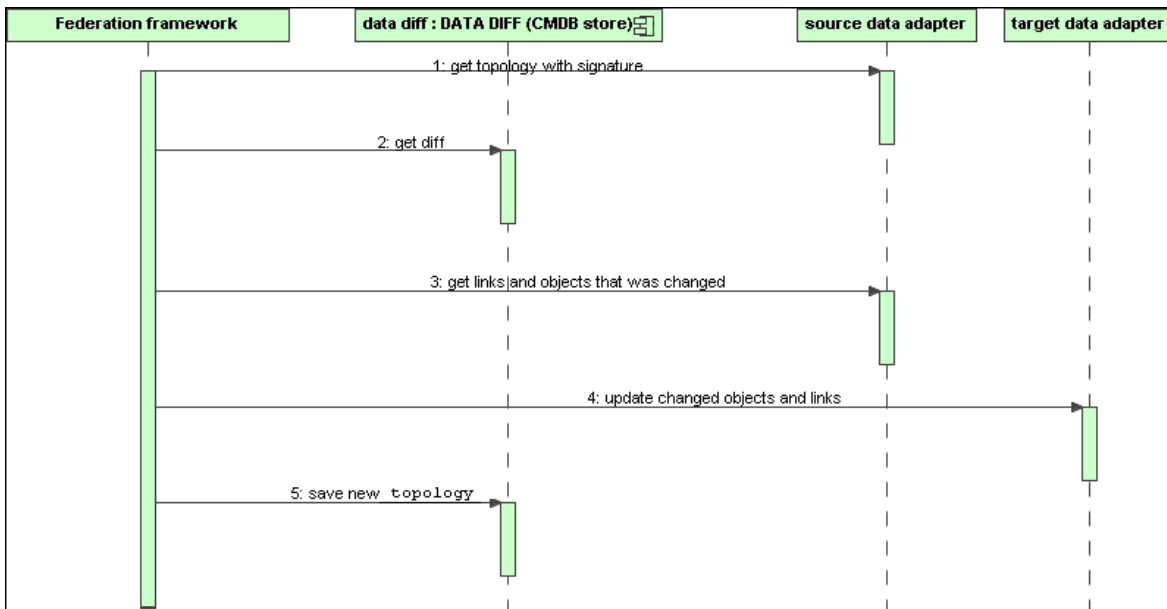 Federation framework
data diff : DATA DIFF (CMDB store)
source data adapter
target data adapter
1: get topology with signature
2: get diff
3: get links and objects that was changed
4: update changed objects and links
5: save new topology